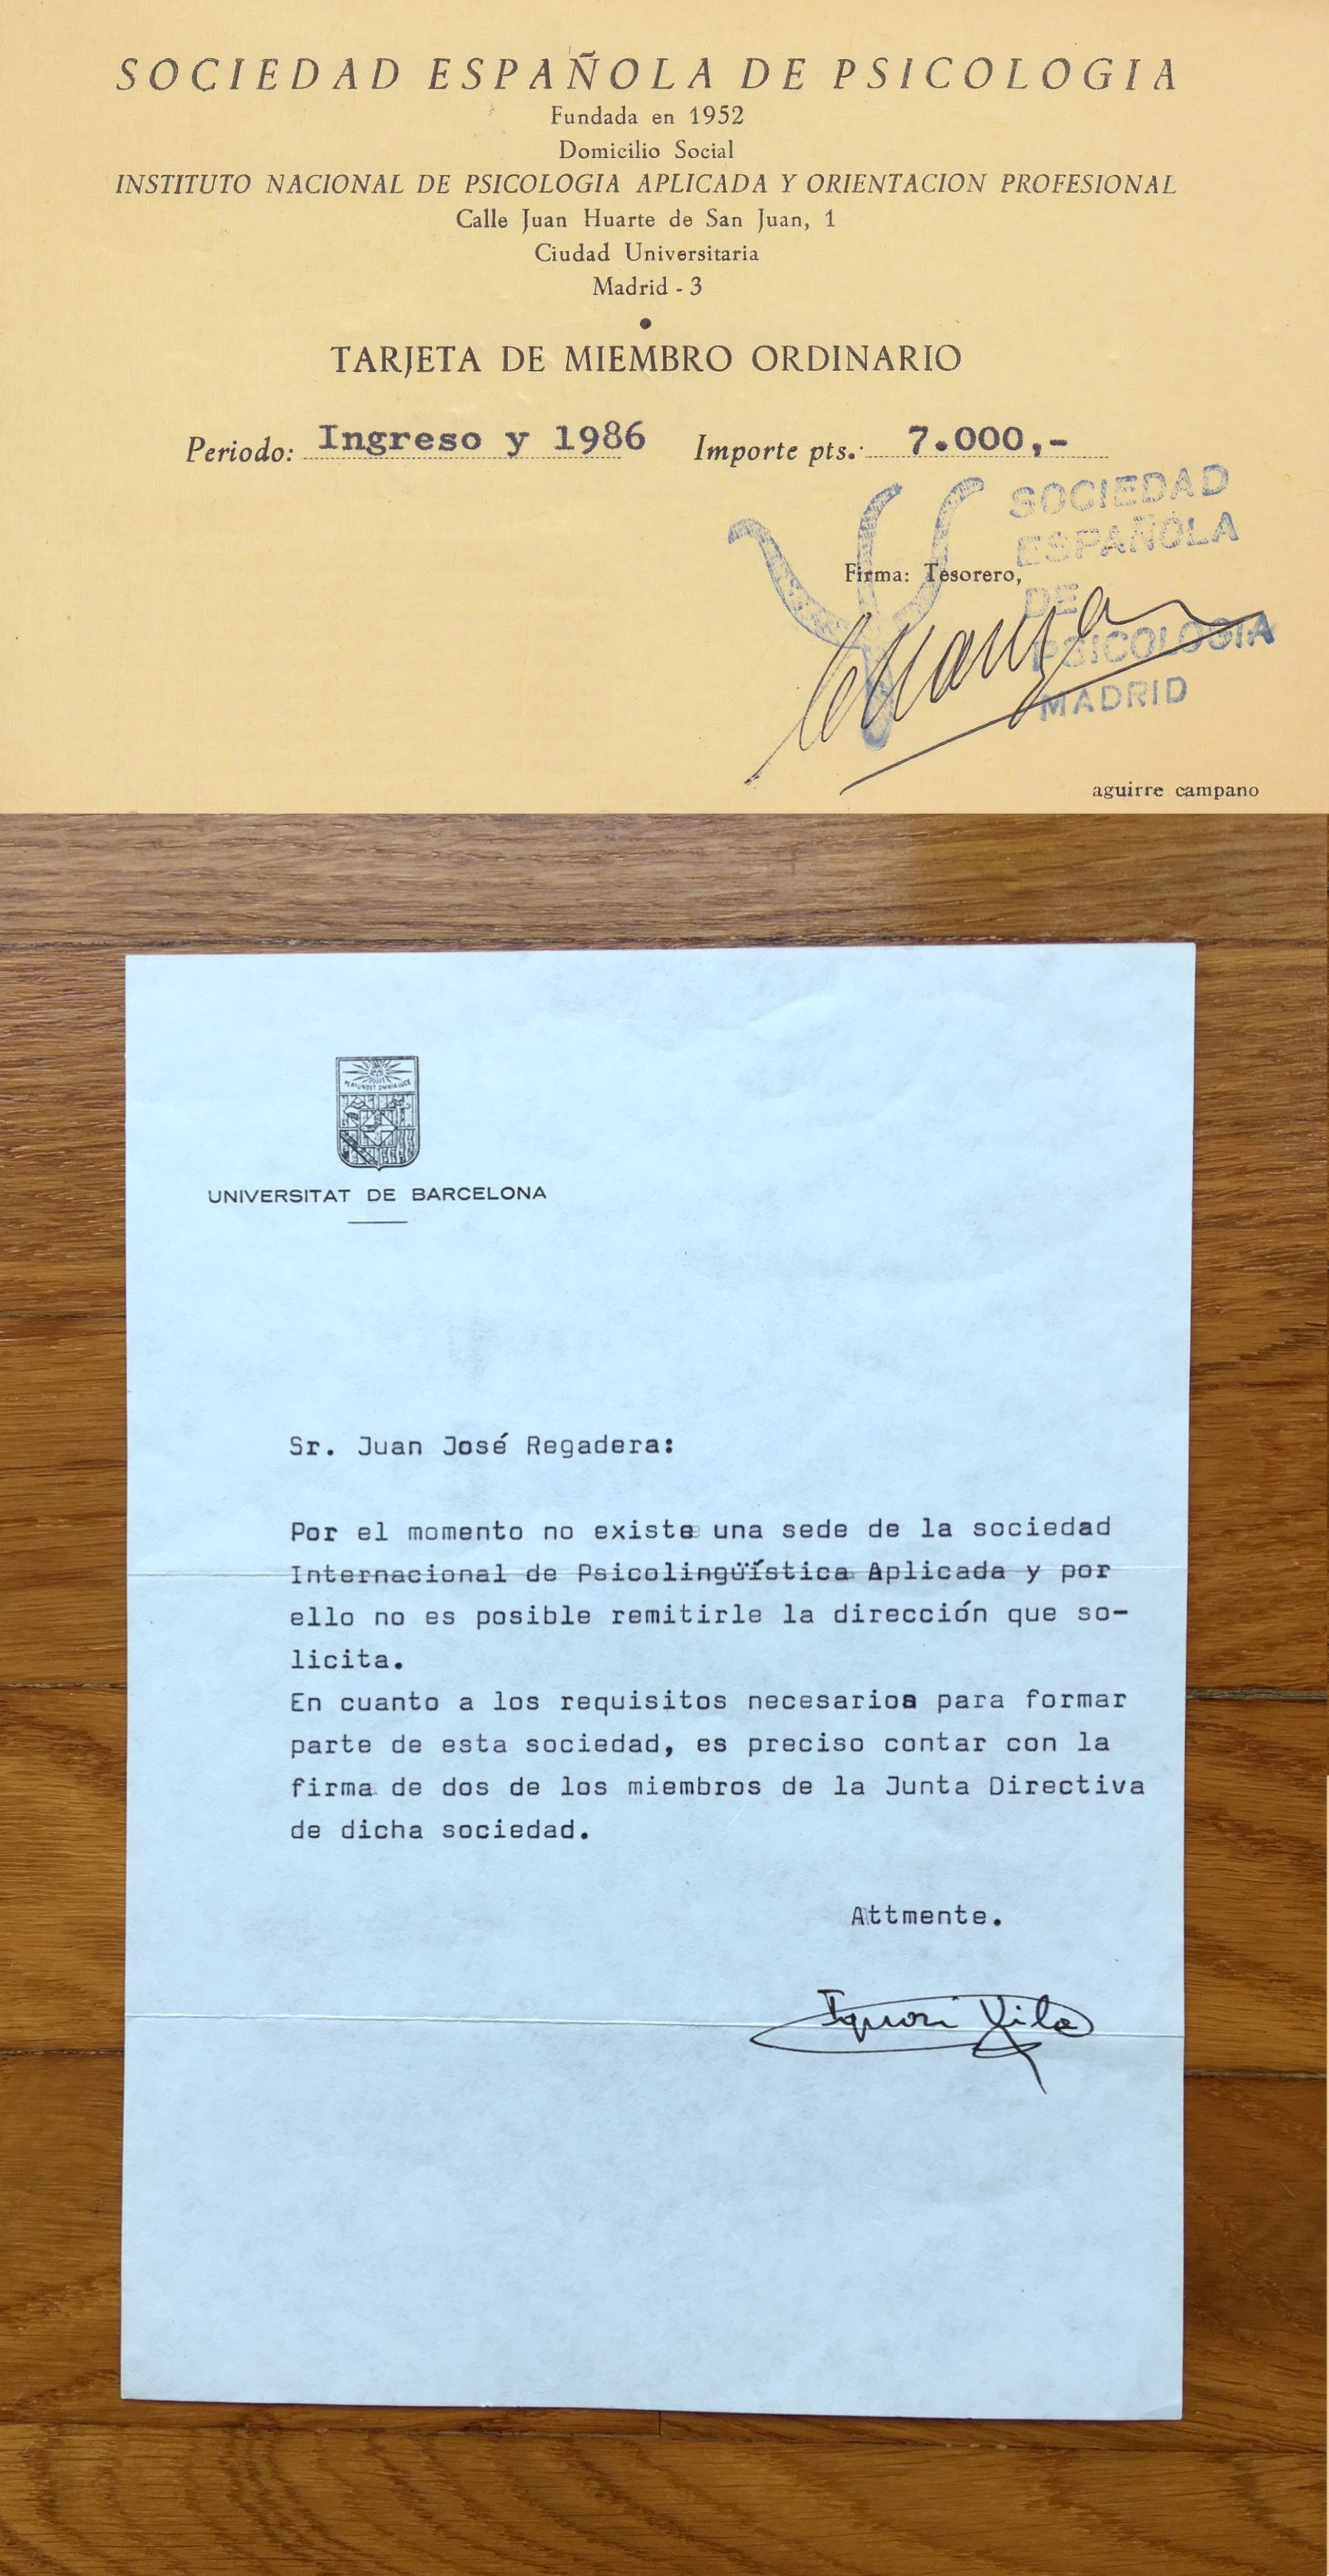 SOCIEDAD ESPAÑOLA DE PSICOLOGIA
Fundada en 1952
Domicilio Social
INSTITUTO NACIONAL DE PSICOLOGIA APLICADA Y ORIENTACION PROFESIONAL
Calle Juan Huarte de San Juan, 1
Ciudad Universitaria
Madrid - 3
TARJETA DE MIEMBRO ORDINARIO
Periodo: Ingreso y 1986 Importe pts. 7.000,-
SOCIEDAD
ESPAÑOLA
DE
PSICOLOGIA
MADRID
Firma: Tesorero,
aguirre campano
UNIVERSITAT DE BARCELONA
Sr. Juan José Regadera:
Por el momento no existe una sede de la sociedad
Internacional de Psicolingüística Aplicada y por
ello no es posible remitirle la dirección que so-
licita.
En cuanto a los requisitos necesarios para formar
parte de esta sociedad, es preciso contar con la
firma de dos de los miembros de la Junta Directiva
de dicha sociedad.
Attmente.
Ignasi Vila